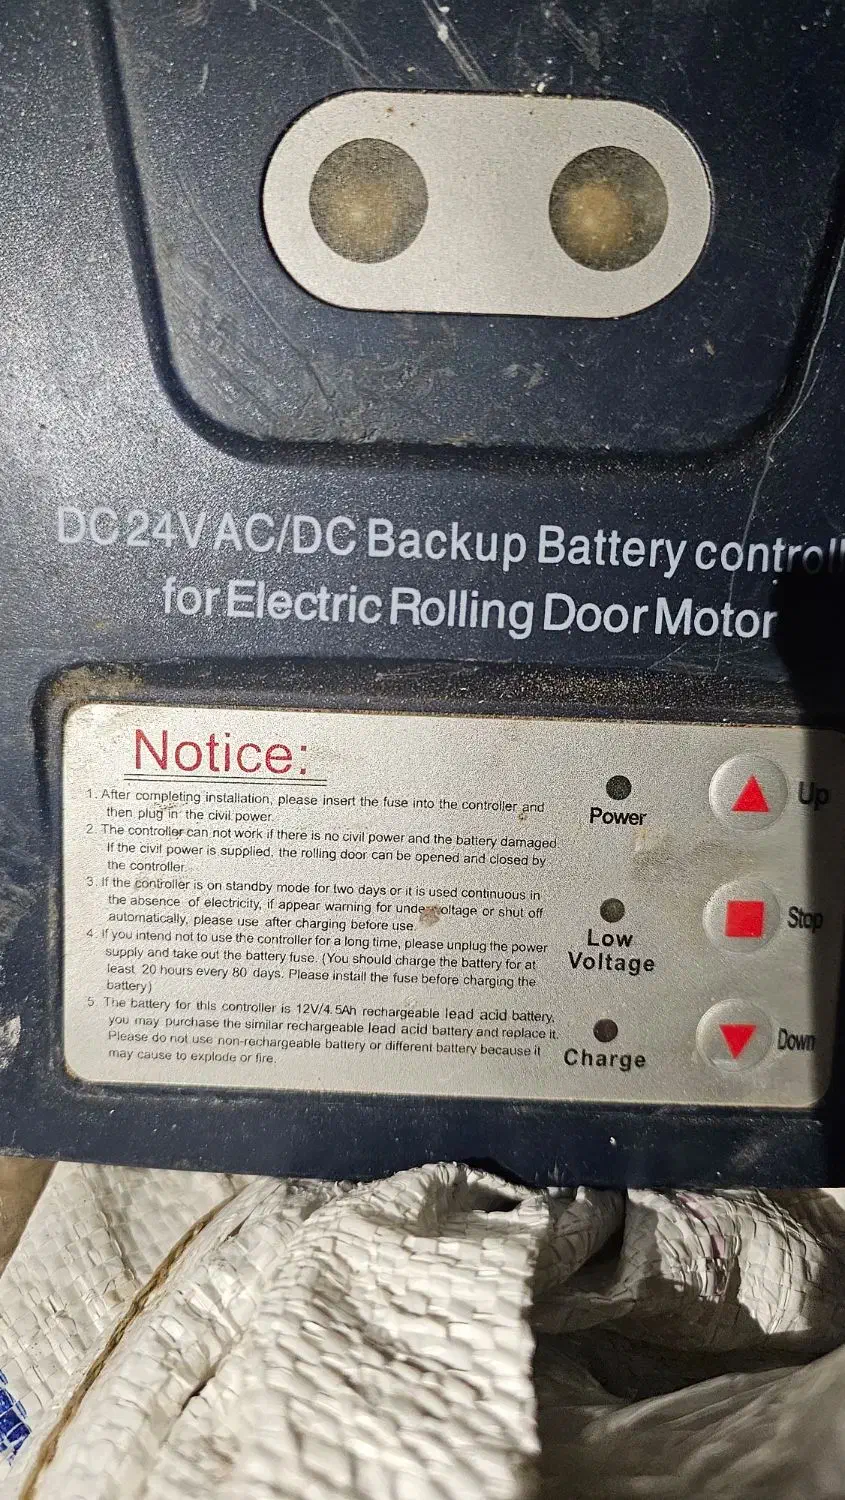 DC 24V AC/DC Backup Battery controll
for Electric Rolling Door Motor
Notice:
1. After completing installation, please insert the fuse into the controller and
then plug in the civil power.
2. The controller can not work if there is no civil power and the battery damaged.
If the civil power is supplied, the rolling door can be opened and closed by
the controller.
3. If the controller is on standby mode for two days or it is used continuous in
the absence of electricity, if appear warning for under voltage or shut off
automatically, please use after charging before use.
4. If you intend not to use the controller for a long time, please unplug the power
supply and take out the battery fuse. (You should charge the battery for at
least 20 hours every 80 days. Please install the fuse before charging the
battery)
5. The battery for this controller is 12V/4.5Ah rechargeable lead acid battery,
you may purchase the similar rechargeable lead acid battery and replace it.
Please do not use non-rechargeable battery or different battery because it
may cause to explode or fire.
Power
Low
Voltage
Charge
Up
Stop
Down